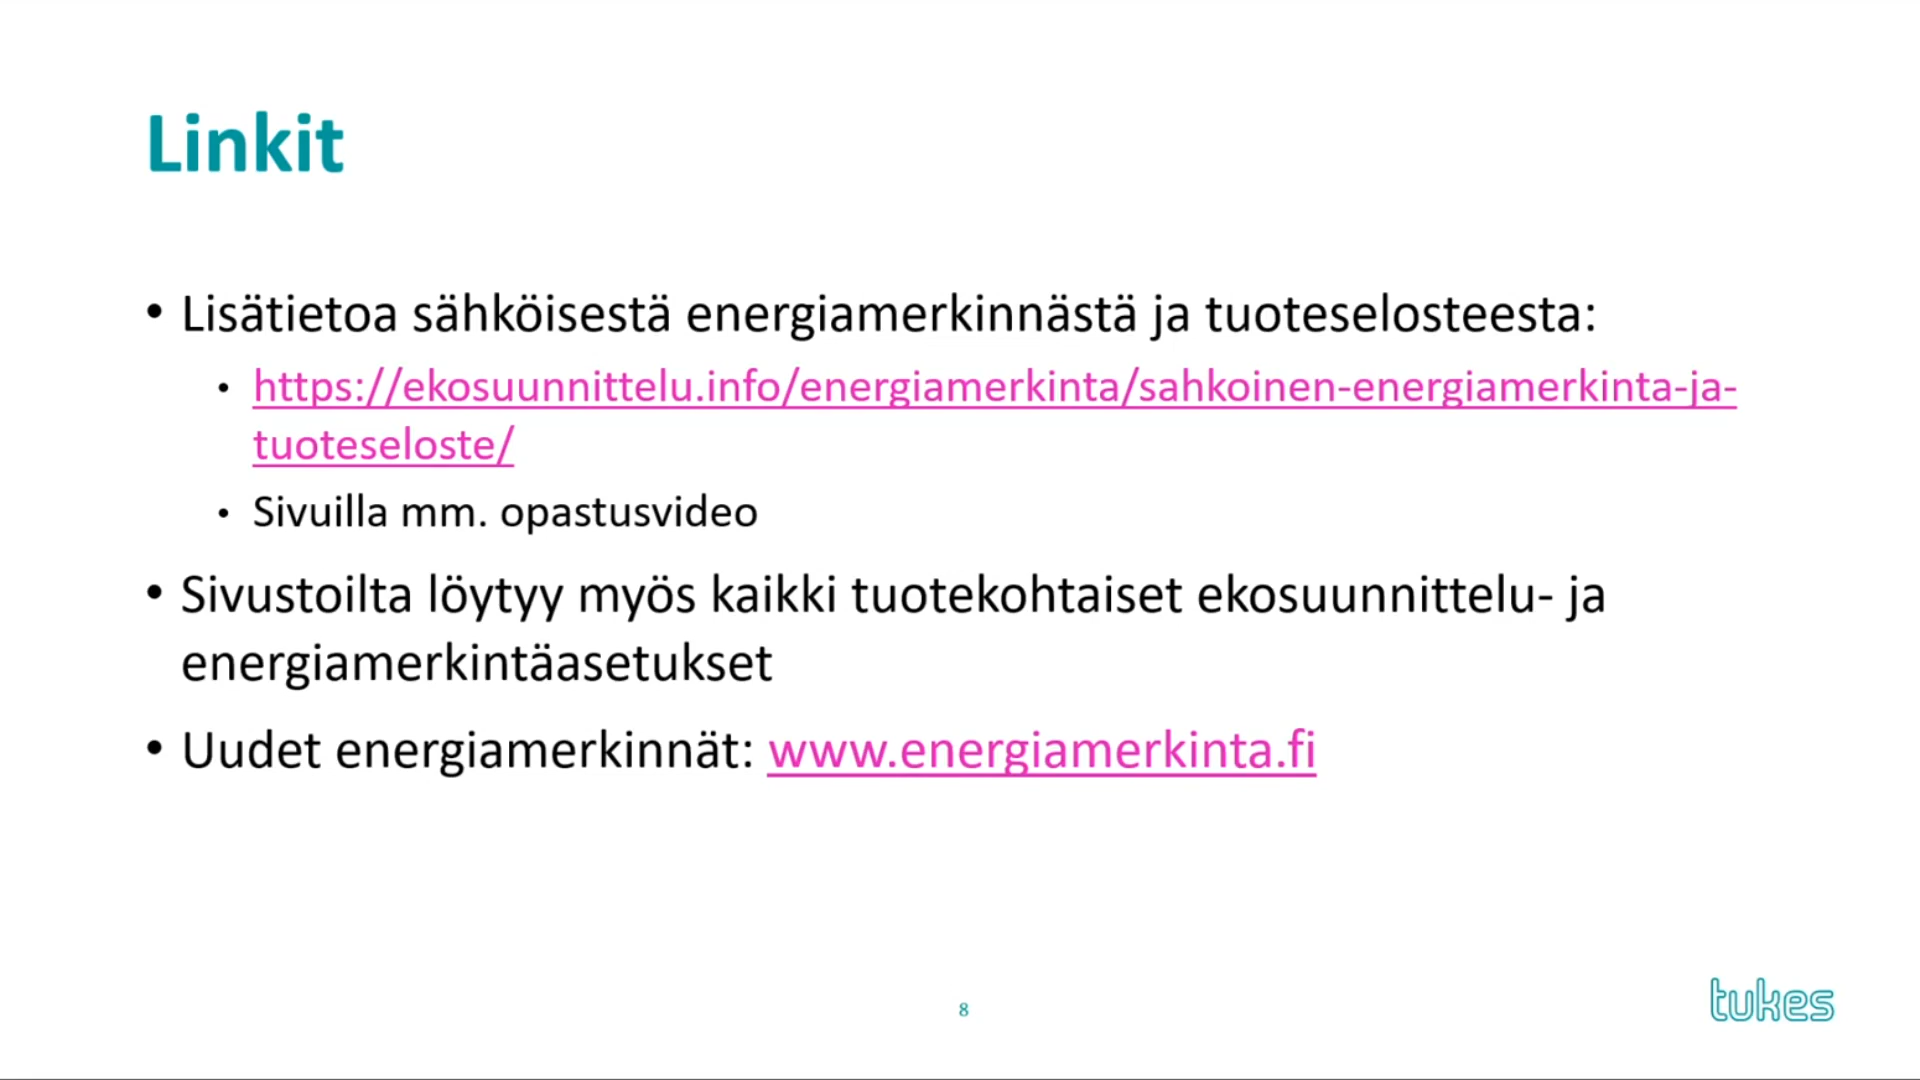 Linkit
• Lisätietoa sähköisestä energiamerkinnästä ja tuoteselosteesta:
• https://ekosuunnittelu.info/energiamerkinta/sahkoinen-energiamerkinta-ja-
tuoteseloste/
• Sivuilla mm. opastusvideo
• Sivustoilta löytyy myös kaikki tuotekohtaiset ekosuunnittelu- ja
energiamerkintäasetukset
• Uudet energiamerkinnät: www.energiamerkinta.fi
8
tukes